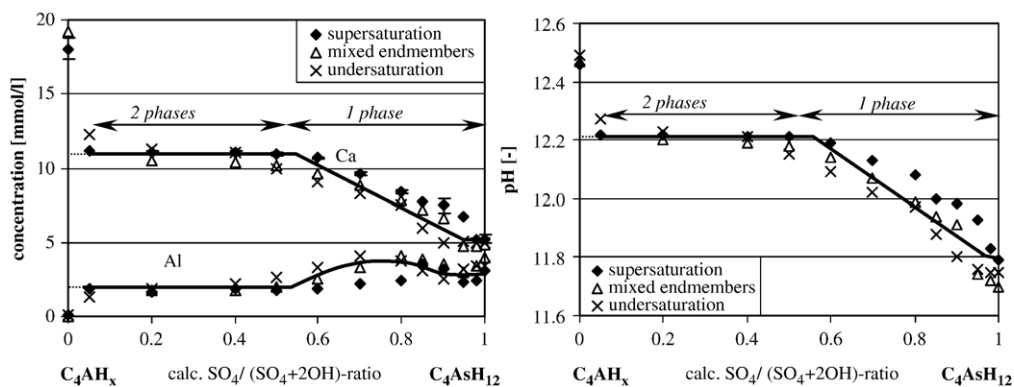 20
15
10
5
0
concentration [mmol/l]
supersaturation
mixed endmembers
undersaturation
2 phases
1 phase
Ca
Al
0
0.2
0.4
0.6
0.8
1
C4AHx
calc. SO4/ (SO4+2OH)-ratio
C4AsH12
12.6
12.4
12.2
12.0
11.8
11.6
pH [-]
2 phases
1 phase
supersaturation
mixed endmembers
undersaturation
0
0.2
0.4
0.6
0.8
1
C4AHx
calc. SO4/ (SO4+2OH)-ratio
C4AsH12